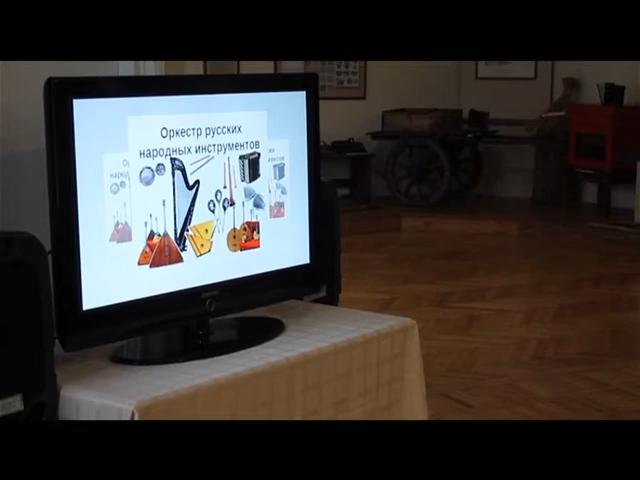 Оркестр русских
народных инструментов